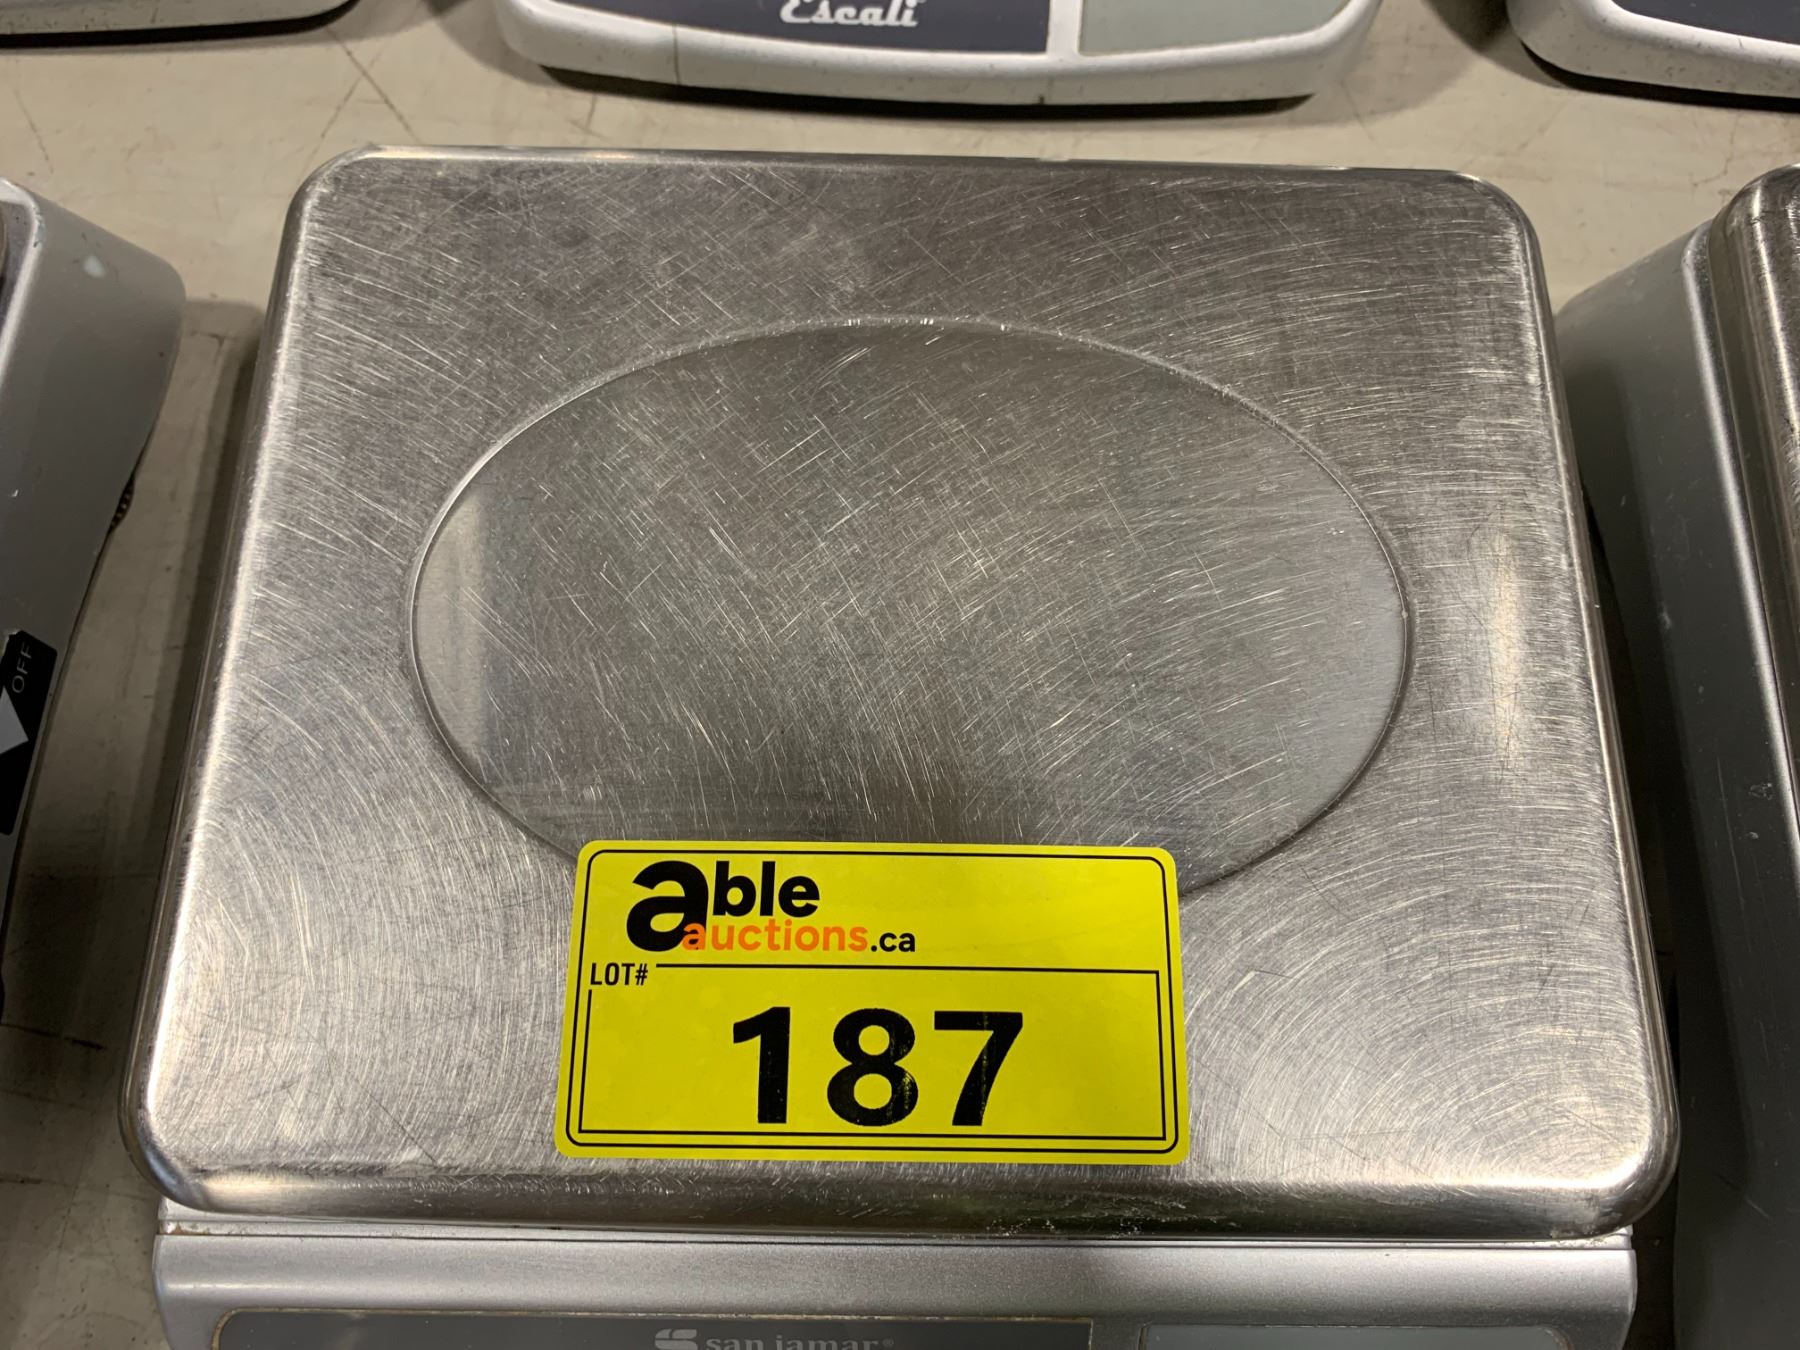 Escali
OFF
able
auctions.ca
LOT#
187
san jamar®